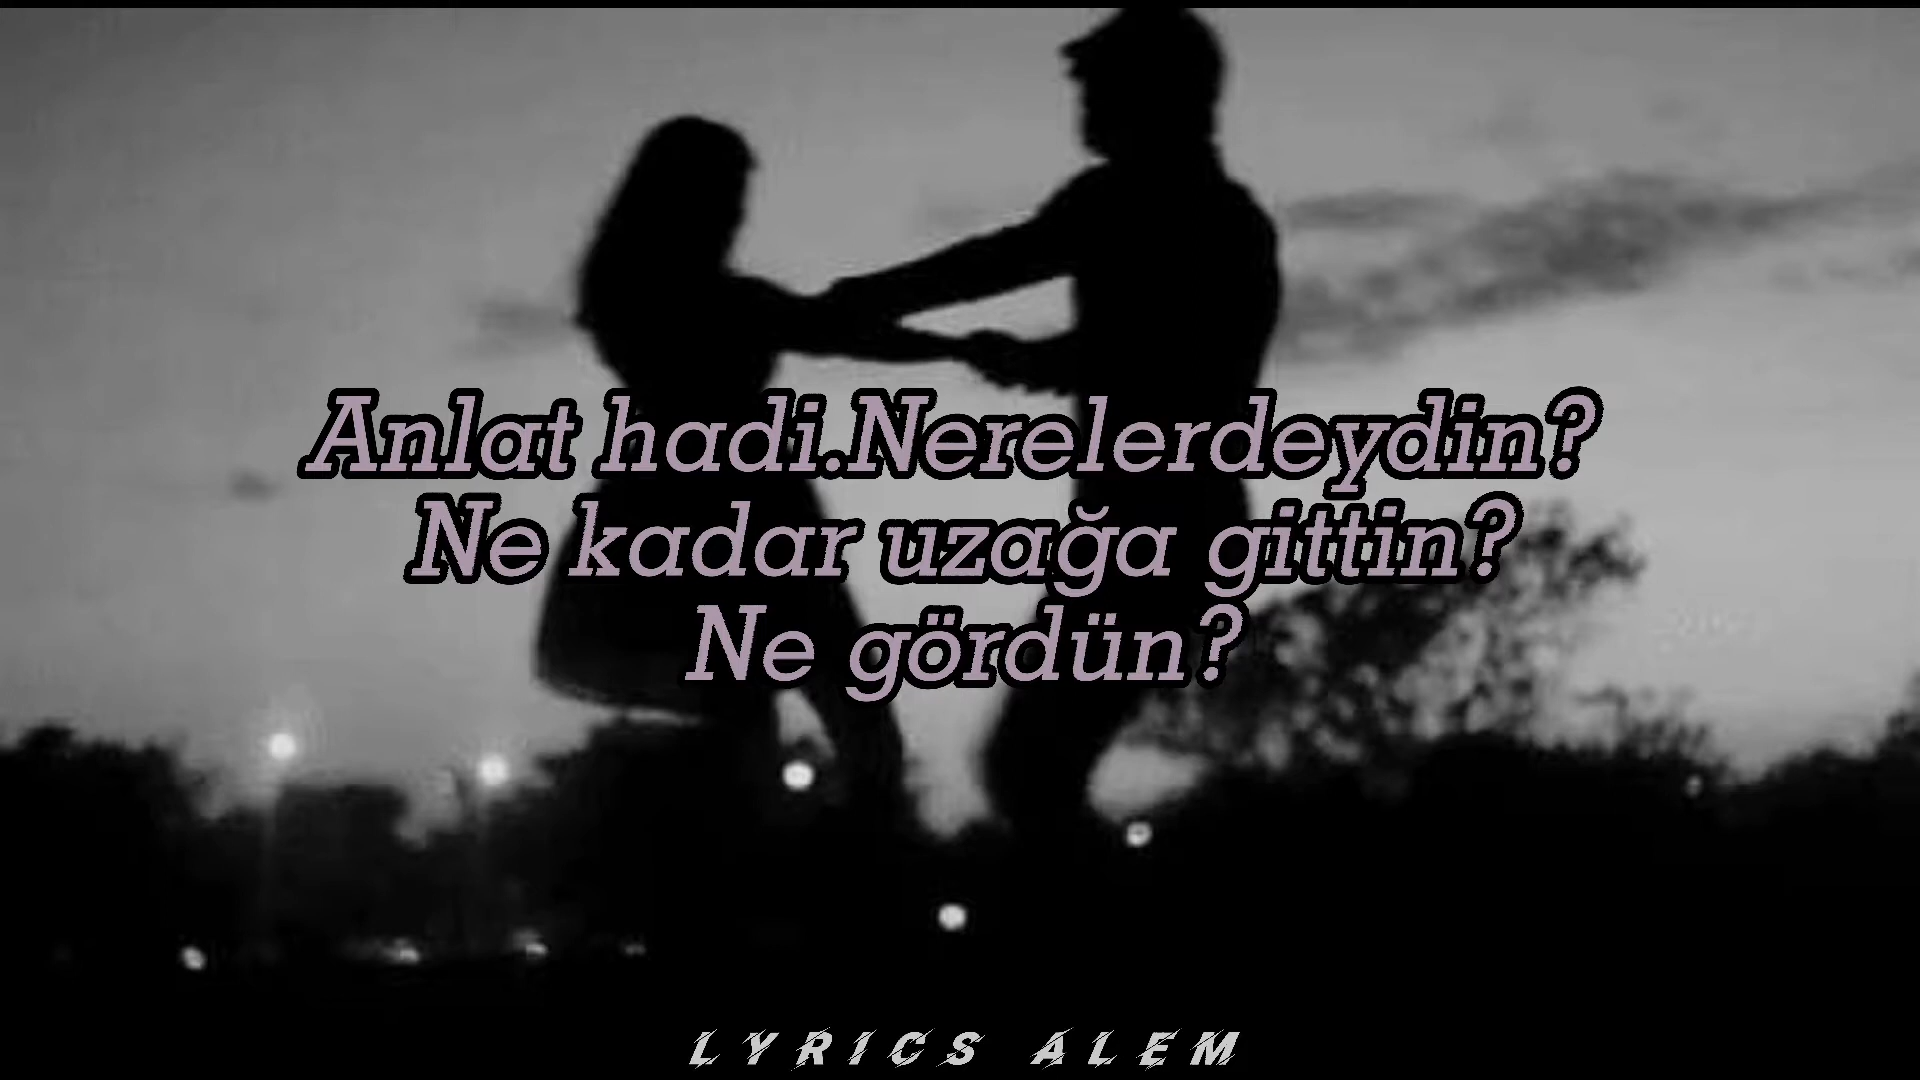 Anlat hadi.Nerelerdeydin?
Ne kadar uzağa gittin?
Ne gördün?
LYRICS ALEM